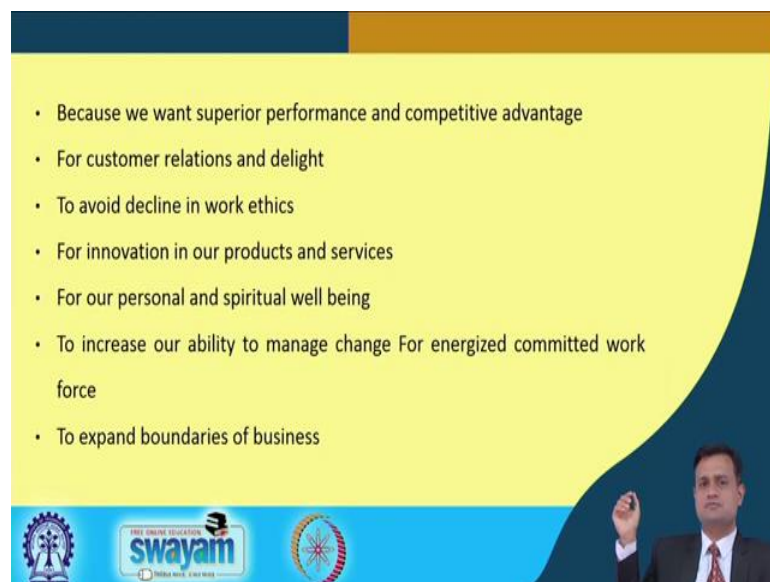 Because we want superior performance and competitive advantage
For customer relations and delight
To avoid decline in work ethics
For innovation in our products and services
For our personal and spiritual well being
To increase our ability to manage change For energized committed work
force
To expand boundaries of business
FREE ONLINE EDUCATION
swayam